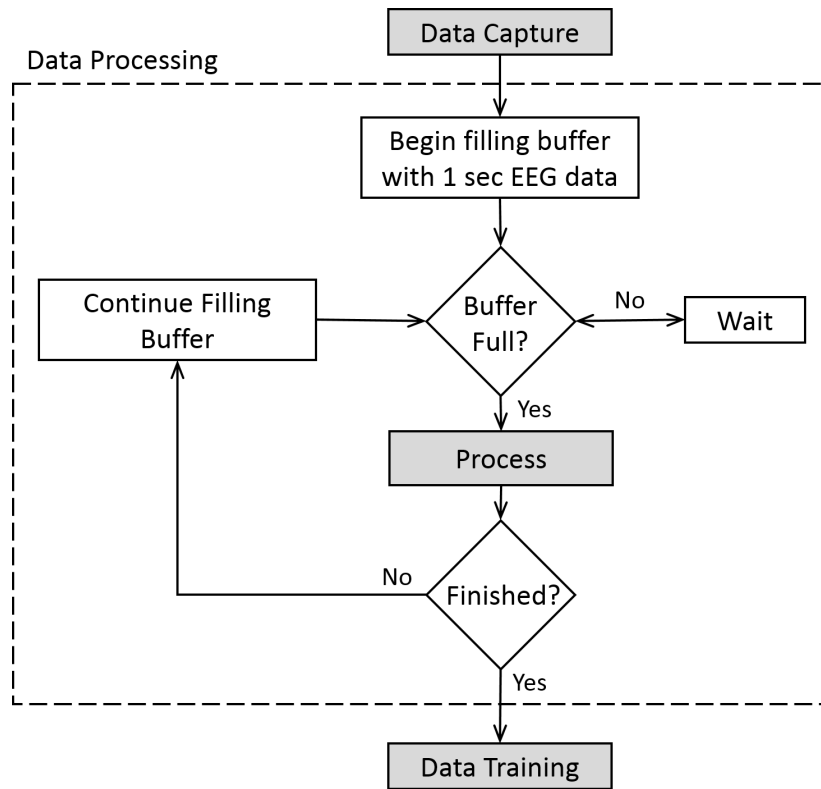 Data Capture
Data Processing
Begin filling buffer
with 1 sec EEG data
Continue Filling
Buffer
Buffer
Full?
No
Wait
Yes
Process
No
Finished?
Yes
Data Training